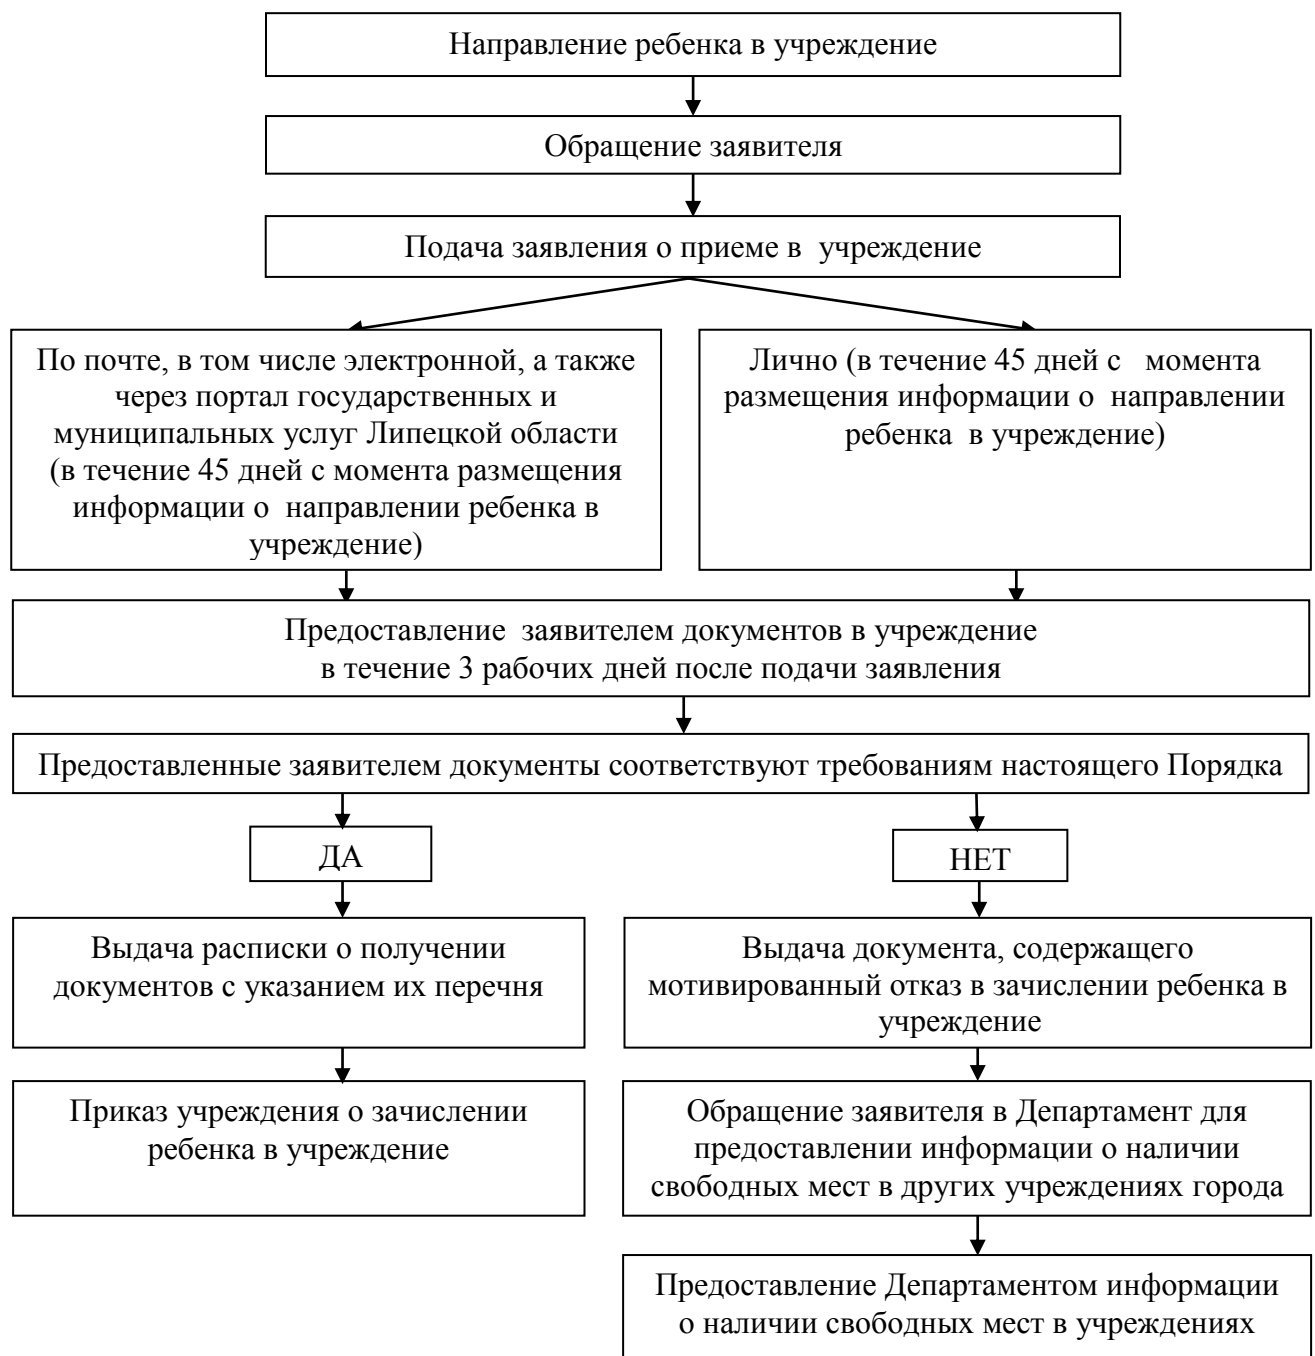 Направление ребенка в учреждение
Обращение заявителя
Подача заявления о приеме в учреждение
По почте, в том числе электронной, а также
через портал государственных и
муниципальных услуг Липецкой области
(в течение 45 дней с момента размещения
информации о направлении ребенка в
учреждение)
Лично (в течение 45 дней с момента
размещения информации о направлении
ребенка в учреждение)
Предоставление заявителем документов в учреждение
в течение 3 рабочих дней после подачи заявления
Предоставленные заявителем документы соответствуют требованиям настоящего Порядка
ДА
НЕТ
Выдача расписки о получении
документов с указанием их перечня
Выдача документа, содержащего
мотивированный отказ в зачислении ребенка в
учреждение
Приказ учреждения о зачислении
ребенка в учреждение
Обращение заявителя в Департамент для
предоставлении информации о наличии
свободных мест в других учреждениях города
Предоставление Департаментом информации
о наличии свободных мест в учреждениях